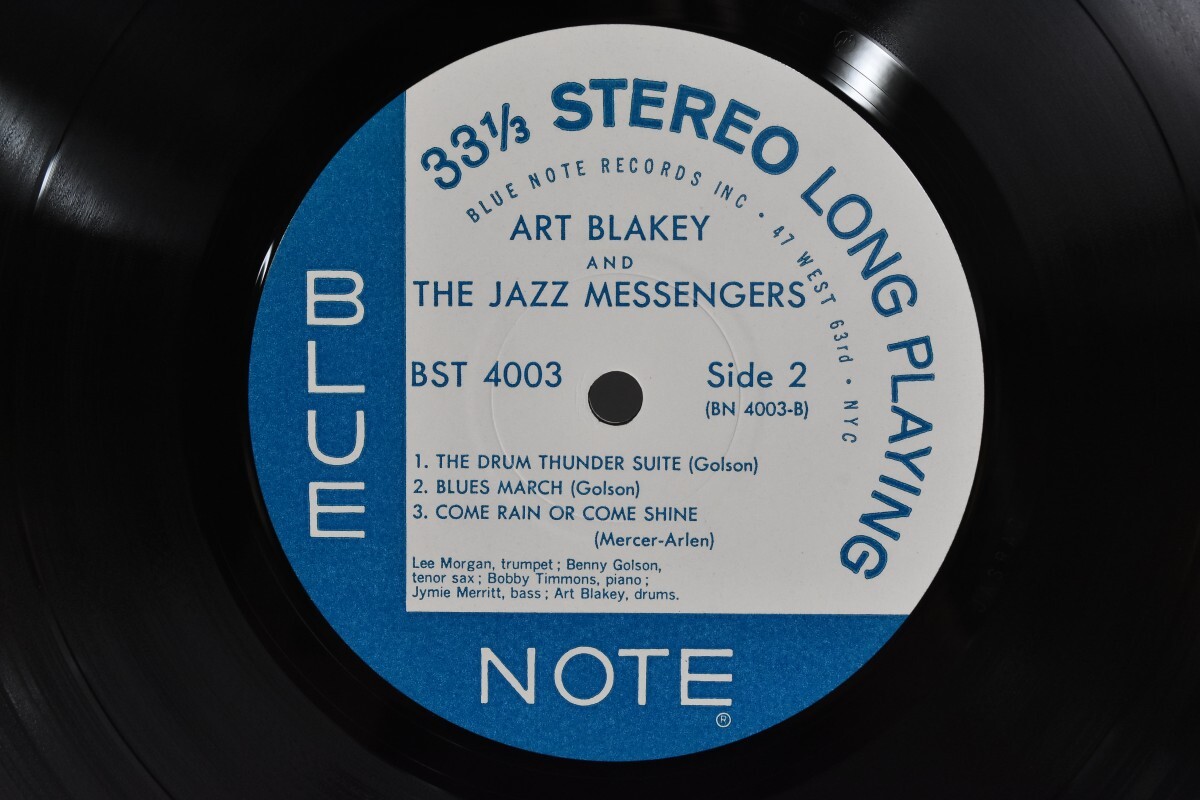 33⅓ STEREO LONG PLAYING
BLUE NOTE RECORDS INC • 47 WEST 63rd • NYC
ART BLAKEY
AND
THE JAZZ MESSENGERS
BST 4003
Side 2
(BN 4003-B)
1. THE DRUM THUNDER SUITE (Golson)
2. BLUES MARCH (Golson)
3. COME RAIN OR COME SHINE
(Mercer-Arlen)
Lee Morgan, trumpet; Benny Golson,
tenor sax; Bobby Timmons, piano;
Jymie Merritt, bass; Art Blakey, drums.
BLUE
NOTE
®